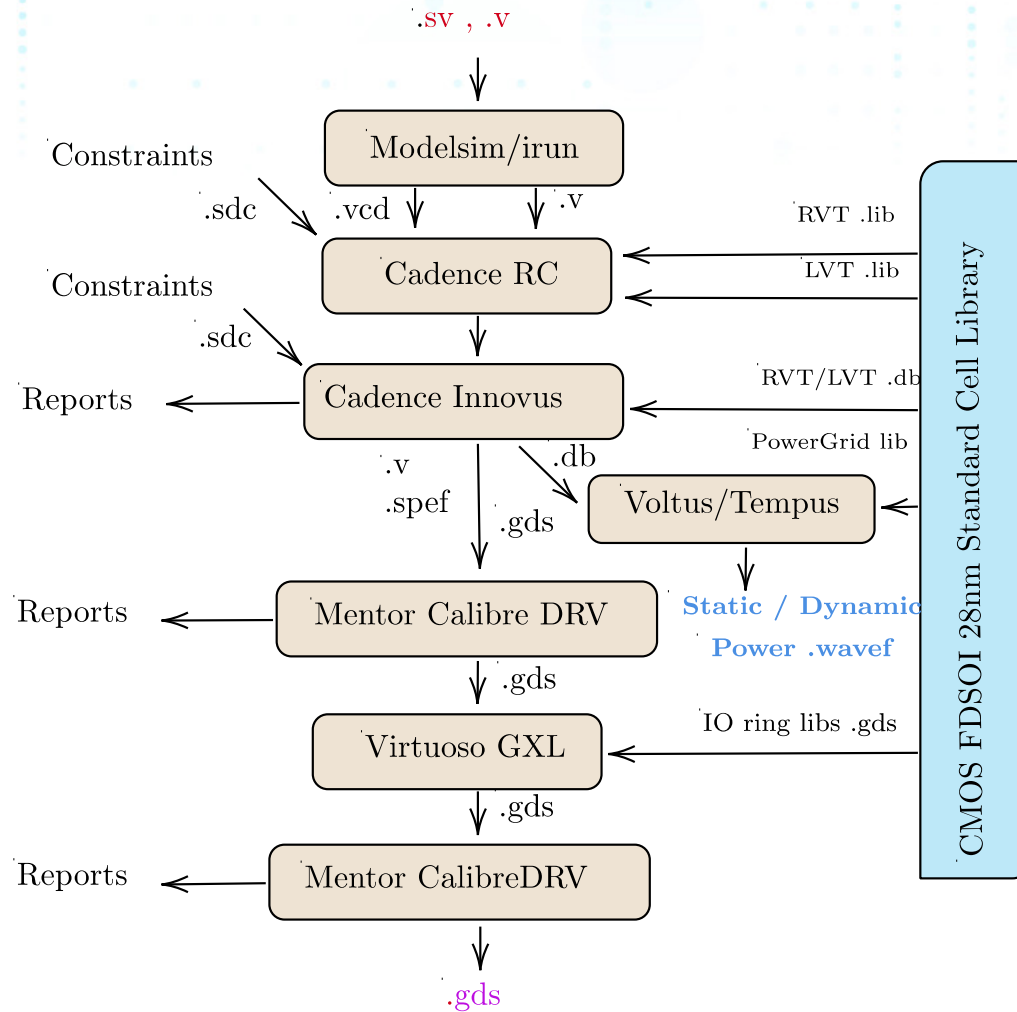 .sv , .v
Modelsim/irun
Constraints
.sdc
.vcd
.v
RVT .lib
Cadence RC
LVT .lib
Constraints
.sdc
Cadence Innovus
Reports
RVT/LVT .db
PowerGrid lib
.v
.db
.spef
.gds
Voltus/Tempus
Static / Dynamic
Power .wavef
Mentor Calibre DRV
Reports
.gds
IO ring libs .gds
Virtuoso GXL
.gds
Mentor CalibreDRV
Reports
.gds
CMOS FDSOI 28nm Standard Cell Library